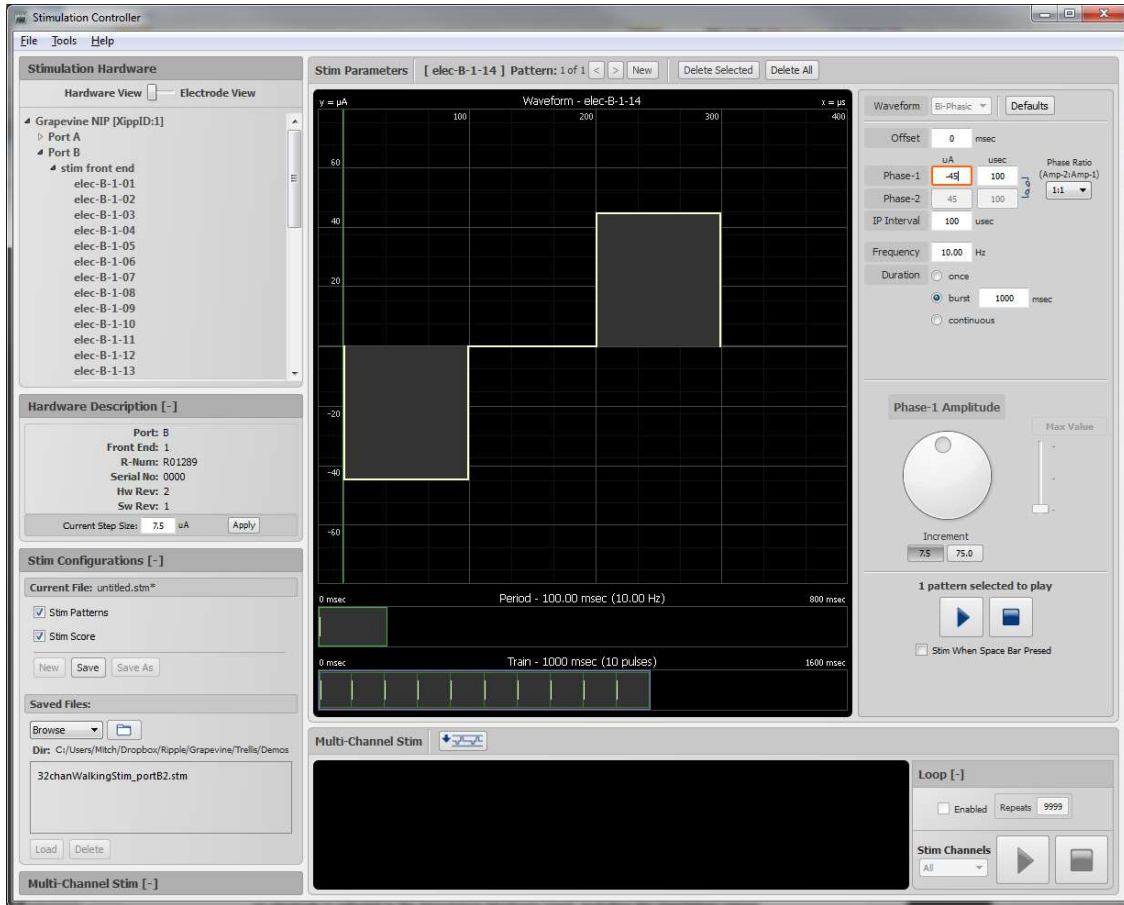 Stimulation Controller
File Tools Help
Stimulation Hardware
Hardware View Electrode View
Grapevine NIP [XippID:1]
Port A
Port B
stim front end
elec-B-1-01
elec-B-1-02
elec-B-1-03
elec-B-1-04
elec-B-1-05
elec-B-1-06
elec-B-1-07
elec-B-1-08
elec-B-1-09
elec-B-1-10
elec-B-1-11
elec-B-1-12
elec-B-1-13
Hardware Description [-]
Port: B
Front End: 1
R-Num: R01289
Serial No: 0000
Hw Rev: 2
Sw Rev: 1
Current Step Size: 7.5 uA Apply
Stim Configurations [-]
Current File: untitled.stm*
Stim Patterns
Stim Score
New Save Save As
Saved Files:
Browse
Dir: C:/Users/Mitch/Dropbox/Ripple/Grapevine/Trellis/Demos
32chanWalkingStim_portB2.stm
Load Delete
Multi-Channel Stim [-]
Stim Parameters [ elec-B-1-14 ] Pattern: 1 of 1 < > New Delete Selected Delete All
y = µA Waveform - elec-B-1-14 x = µs
100 200 300 400
60
40
20
-20
-40
-60
Period - 100.00 msec (10.00 Hz)
0 msec 800 msec
Train - 1000 msec (10 pulses)
0 msec 1600 msec
Waveform Bi-Phasic Defaults
Offset 0 msec
uA usec Phase Ratio
(Amp-2:Amp-1)
Phase-1 -45 100 1:1
Phase-2 45 100
IP Interval 100 usec
Frequency 10.00 Hz
Duration once
burst 1000 msec
continuous
Phase-1 Amplitude
Max Value
Increment
7.5 75.0
1 pattern selected to play
Stim When Space Bar Presed
Multi-Channel Stim
Loop [-]
Enabled Repeats 9999
Stim Channels
All